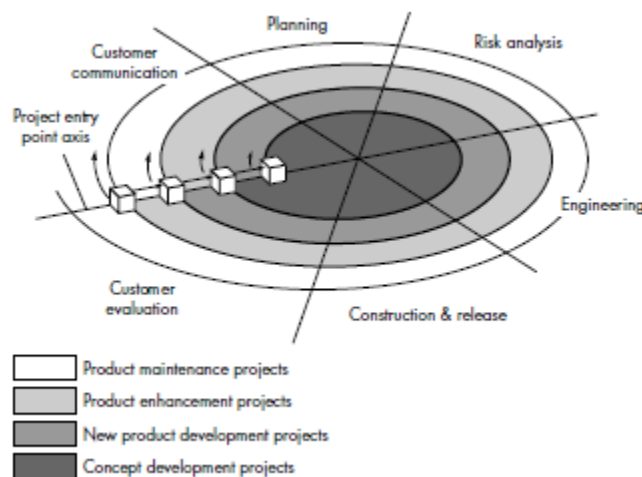 Planning
Risk analysis
Customer
communication
Project entry
point axis
Engineering
Customer
evaluation
Construction & release
Product maintenance projects
Product enhancement projects
New product development projects
Concept development projects